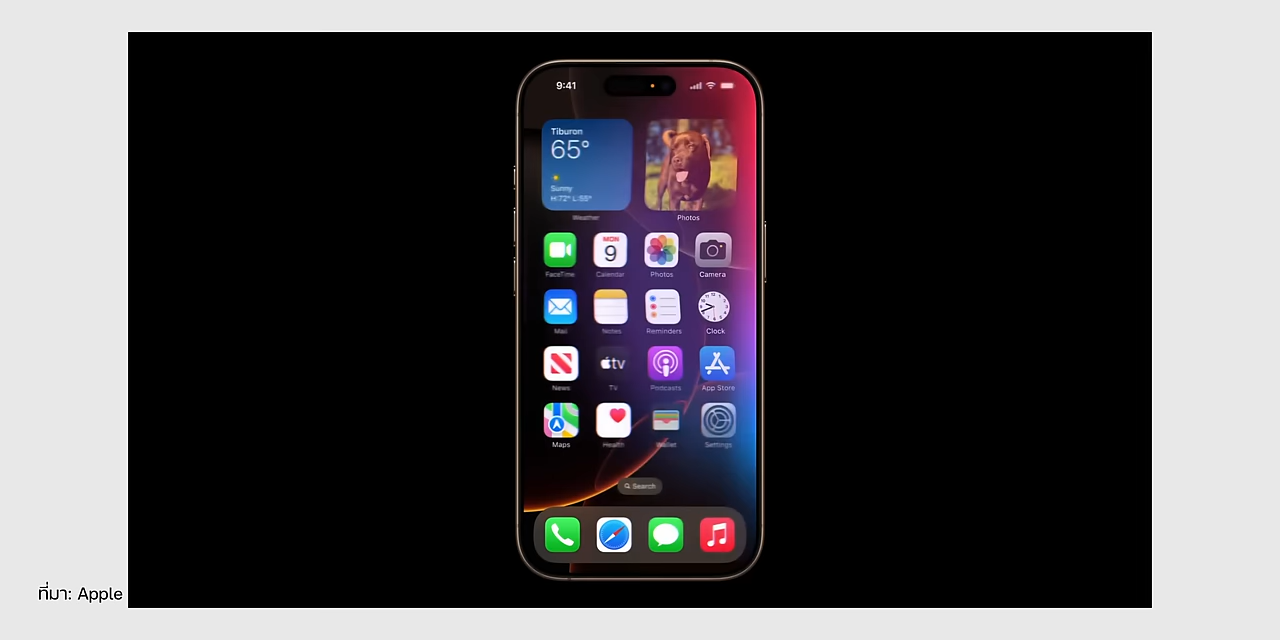 9:41
Tiburon
65°
Sunny
H:72° L:55°
Weather
Photos
MON
9
FaceTime
Calendar
Photos
Camera
Mail
Notes
Reminders
Clock
tv
News
TV
Podcasts
App Store
Maps
Health
Wallet
Settings
Search
ที่มา: Apple